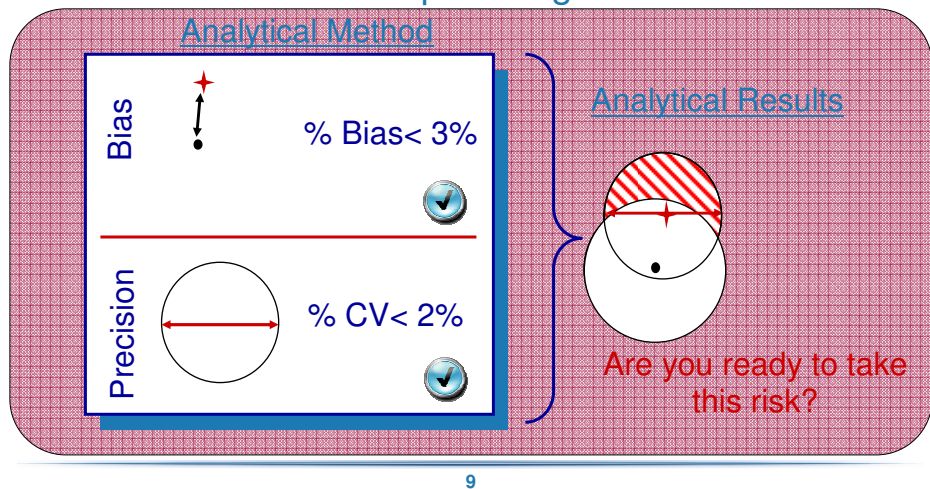 Analytical Method
Bias
% Bias< 3%
Precision
% CV< 2%
Analytical Results
Are you ready to take
this risk?
9